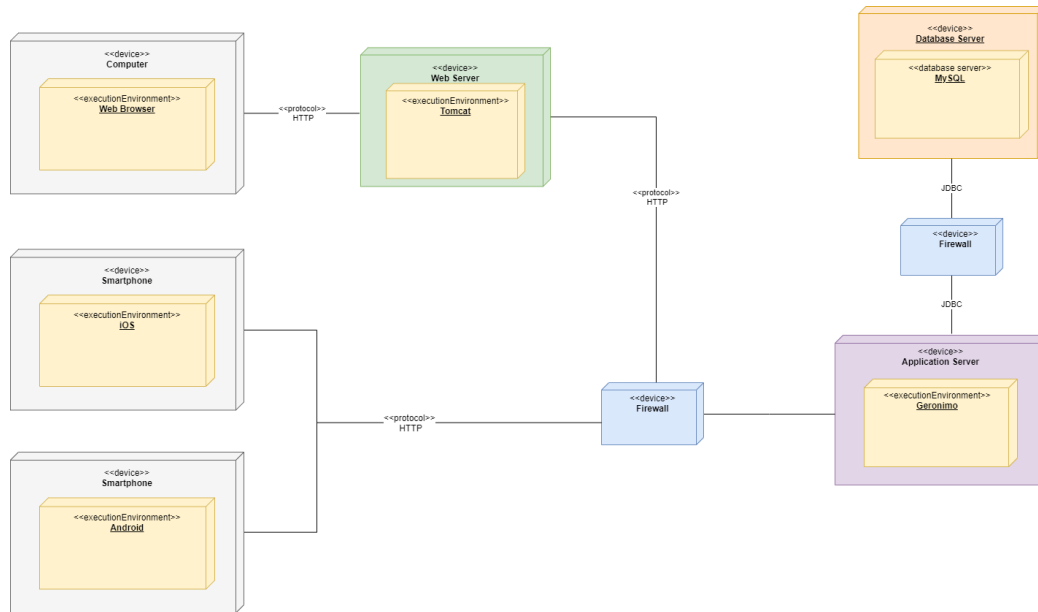 <<device>>
Computer
<<executionEnvironment>>
Web Browser
<<protocol>>
HTTP
<<device>>
Web Server
<<executionEnvironment>>
Tomcat
<<protocol>>
HTTP
<<device>>
Database Server
<<database server>>
MySQL
JDBC
<<device>>
Firewall
JDBC
<<device>>
Smartphone
<<executionEnvironment>>
iOS
<<device>>
Smartphone
<<executionEnvironment>>
Android
<<protocol>>
HTTP
<<device>>
Firewall
<<device>>
Application Server
<<executionEnvironment>>
Geronimo